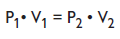 P₁• V₁ = P₂• V₂